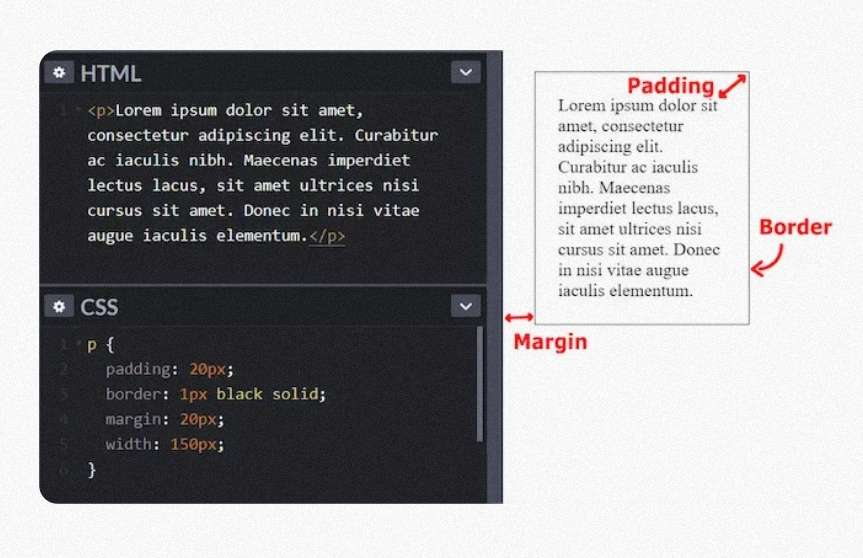 HTML
1 <p>Lorem ipsum dolor sit amet,
consectetur adipiscing elit. Curabitur
ac iaculis nibh. Maecenas imperdiet
lectus lacus, sit amet ultrices nisi
cursus sit amet. Donec in nisi vitae
augue iaculis elementum.</p>
CSS
1 p {
2 padding: 20px;
3 border: 1px black solid;
4 margin: 20px;
5 width: 150px;
6 }
Padding
Lorem ipsum dolor sit
amet, consectetur
adipiscing elit.
Curabitur ac iaculis
nibh. Maecenas
imperdiet lectus lacus,
sit amet ultrices nisi
cursus sit amet. Donec
in nisi vitae augue
iaculis elementum.
Border
Margin